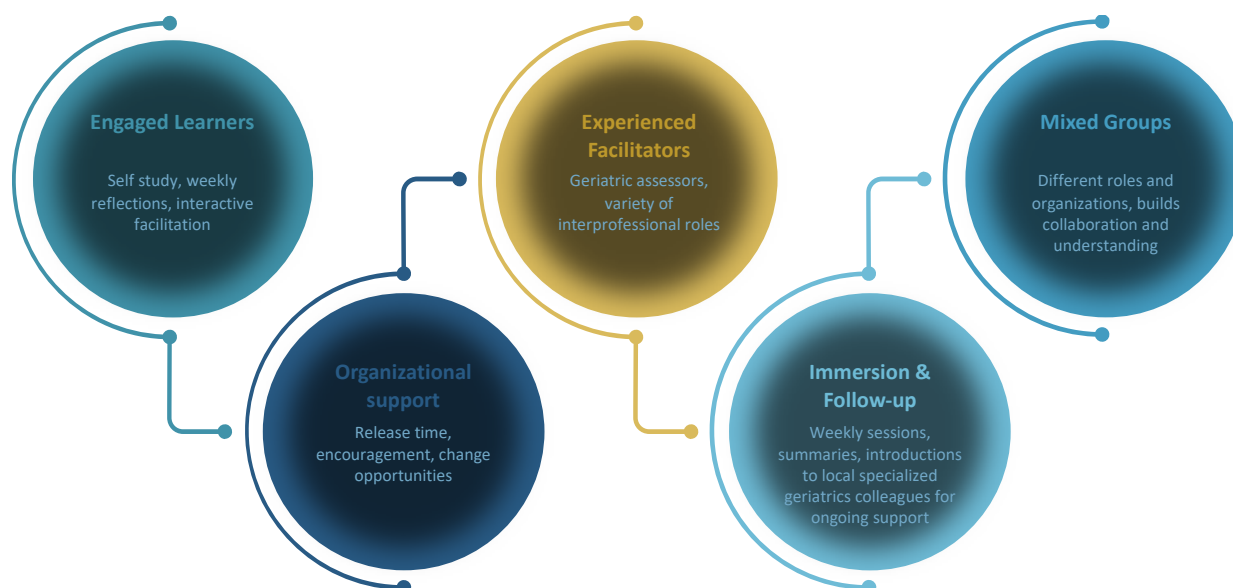 Engaged Learners
Self study, weekly
reflections, interactive
facilitation
Organizational
support
Release time,
encouragement, change
opportunities
Experienced
Facilitators
Geriatric assessors,
variety of
interprofessional roles
Immersion &
Follow-up
Weekly sessions,
summaries, introductions
to local specialized
geriatrics colleagues for
ongoing support
Mixed Groups
Different roles and
organizations, builds
collaboration and
understanding